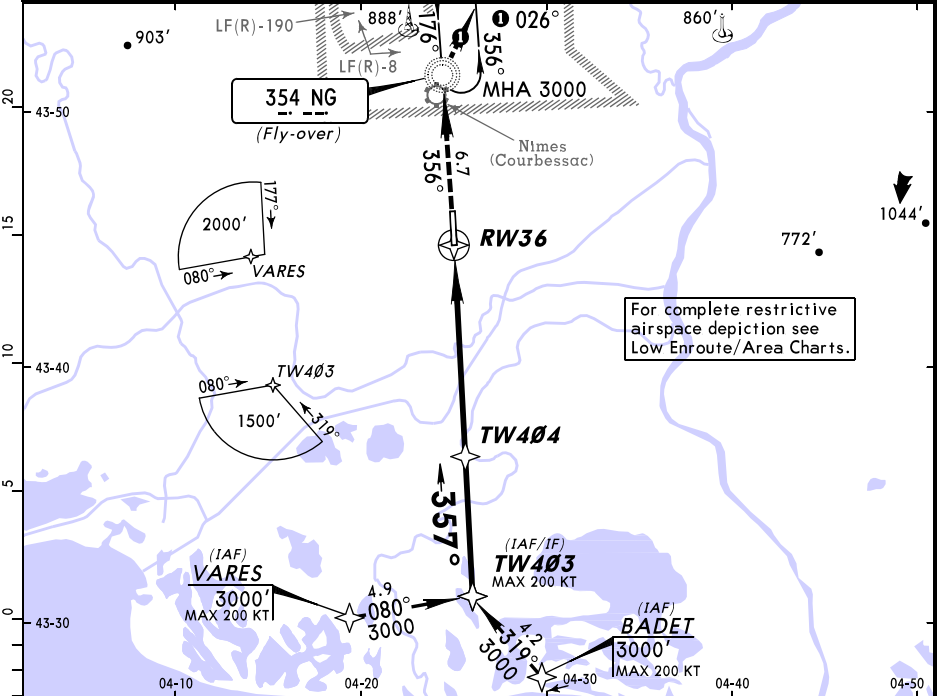 LF(R)-190
888'
176°
❶ 026°
❶
356°
860'
903'
LF(R)-8
354 NG
(Fly-over)
MHA 3000
Nimes
(Courbessac)
20
43-50
6.7
356°
177°
2000'
080°
VARES
15
RW36
1044'
772'
For complete restrictive
airspace depiction see
Low Enroute/Area Charts.
10
43-40
TW4Ø3
080°
1500'
319°
TW4Ø4
5
357°
(IAF)
VARES
3000'
MAX 200 KT
(IAF/IF)
TW4Ø3
MAX 200 KT
4.9
080°
3000
0
43-30
4.2
319°
3000
(IAF)
BADET
3000'
MAX 200 KT
04-10
04-20
04-30
04-40
04-50